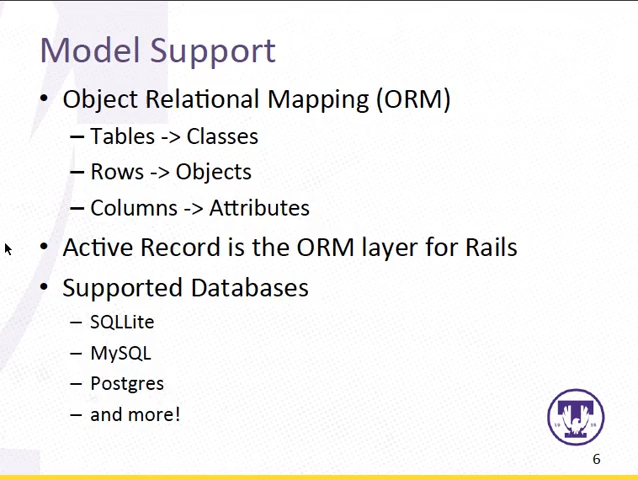 Model Support
• Object Relational Mapping (ORM)
– Tables -> Classes
– Rows -> Objects
– Columns -> Attributes
• Active Record is the ORM layer for Rails
• Supported Databases
– SQLLite
– MySQL
– Postgres
– and more!
6